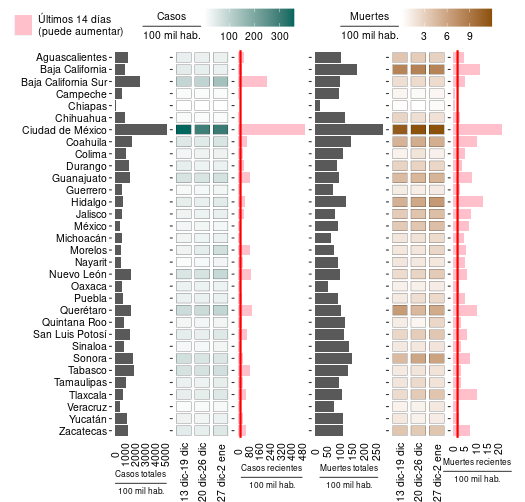 Últimos 14 días
(puede aumentar)
Casos
100 mil hab.
100 200 300
Muertes
100 mil hab.
3 6 9
Aguascalientes
Baja California
Baja California Sur
Campeche
Chiapas
Chihuahua
Ciudad de México
Coahuila
Colima
Durango
Guanajuato
Guerrero
Hidalgo
Jalisco
México
Michoacán
Morelos
Nayarit
Nuevo León
Oaxaca
Puebla
Querétaro
Quintana Roo
San Luis Potosí
Sinaloa
Sonora
Tabasco
Tamaulipas
Tlaxcala
Veracruz
Yucatán
Zacatecas
0 1000 2000 3000 4000 5000
Casos totales
100 mil hab.
13 dic-19 dic
20 dic-26 dic
27 dic-2 ene
0 80 160 240 320 400 480
Casos recientes
100 mil hab.
0 50 100 150 200 250
Muertes totales
100 mil hab.
13 dic-19 dic
20 dic-26 dic
27 dic-2 ene
0 5 10 15 20
Muertes recientes
100 mil hab.